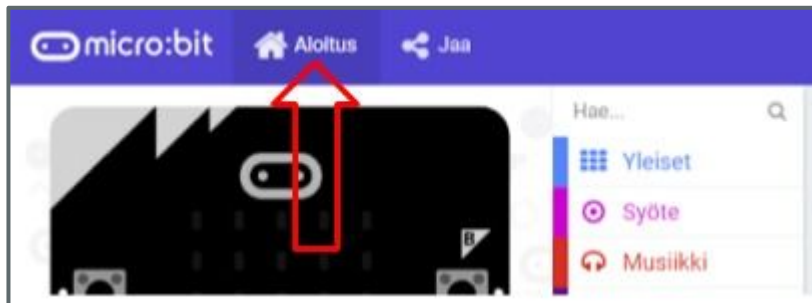 micro:bit Aloitus Jaa
Hae...
Yleiset
Syöte
B
Musiikki